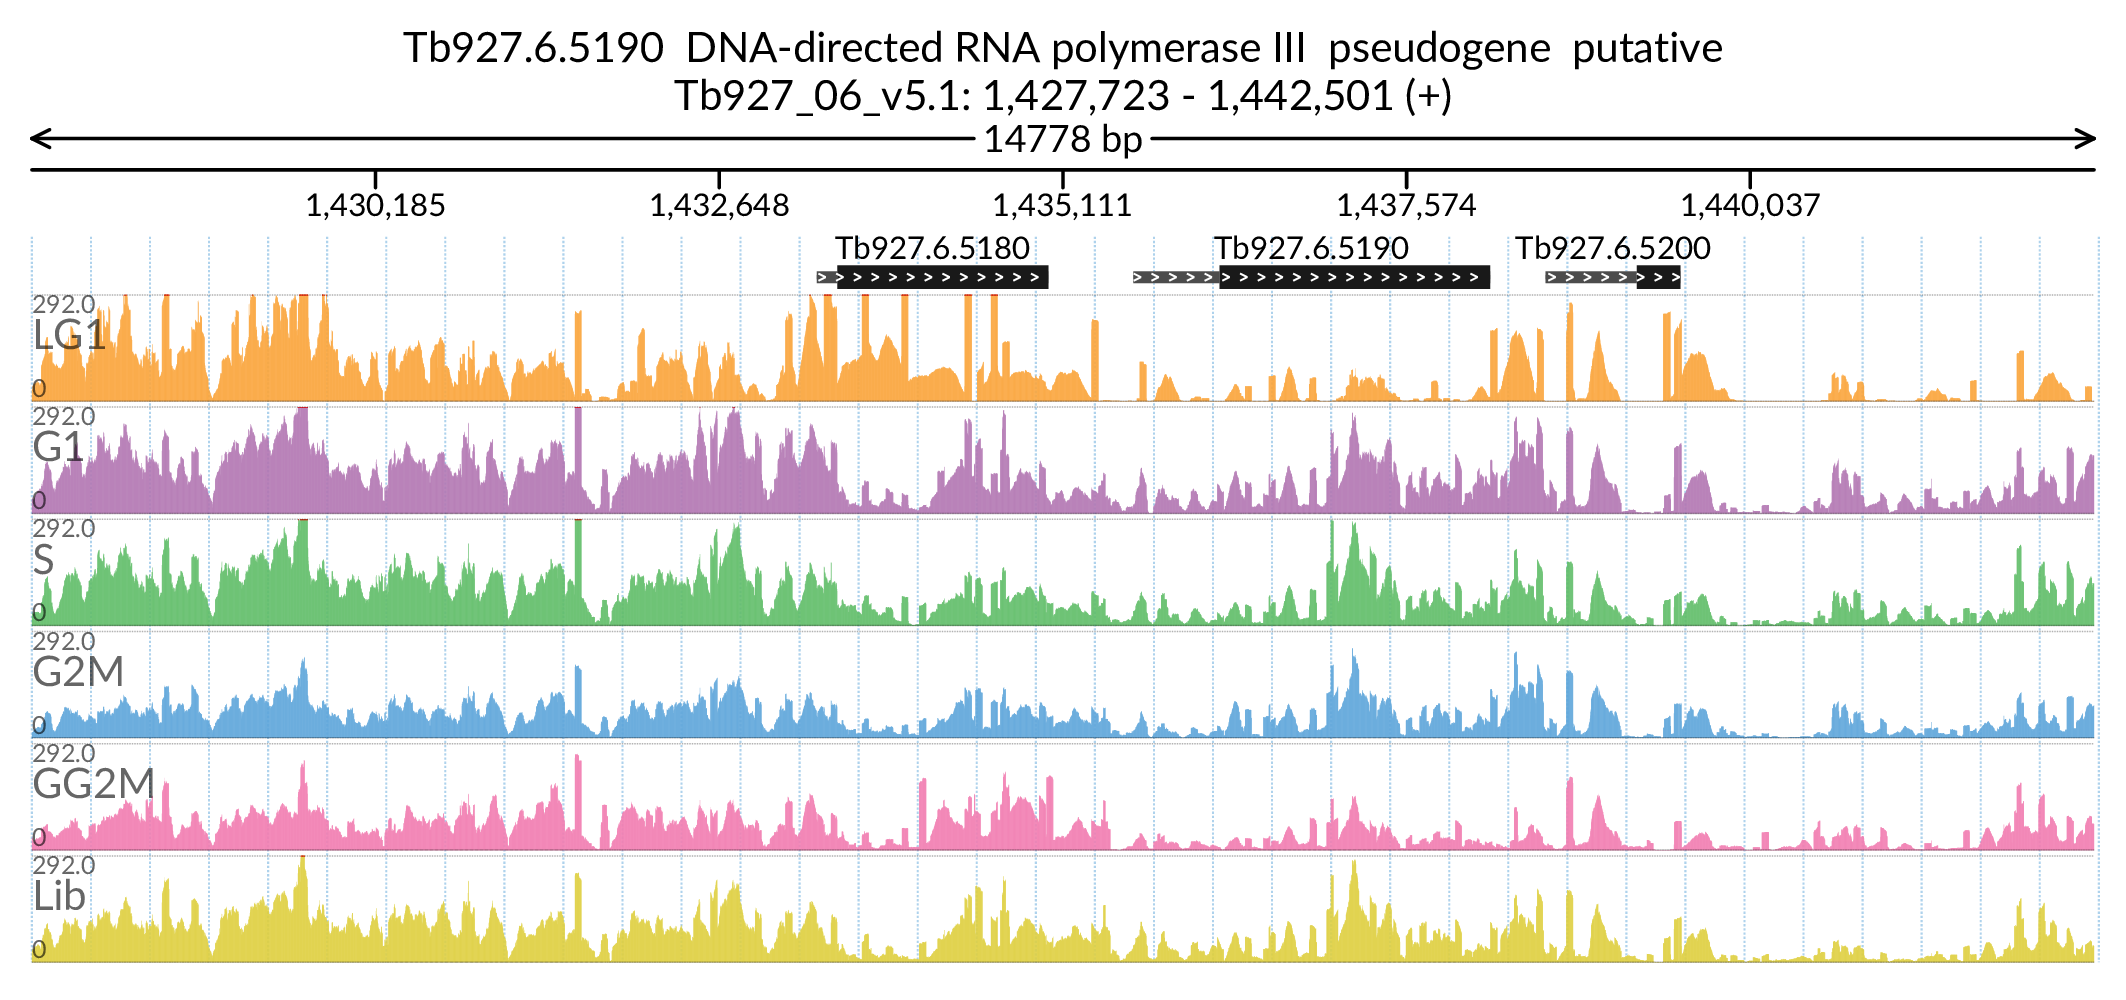 Tb927.6.5190 DNA-directed RNA polymerase III pseudogene putative
Tb927_06_v5.1: 1,427,723 - 1,442,501 (+)
14778 bp
1,430,185 1,432,648 1,435,111 1,437,574 1,440,037
Tb927.6.5180 Tb927.6.5190 Tb927.6.5200
292.0
LG1
0
292.0
G1
0
292.0
S
0
292.0
G2M
0
292.0
GG2M
0
292.0
Lib
0